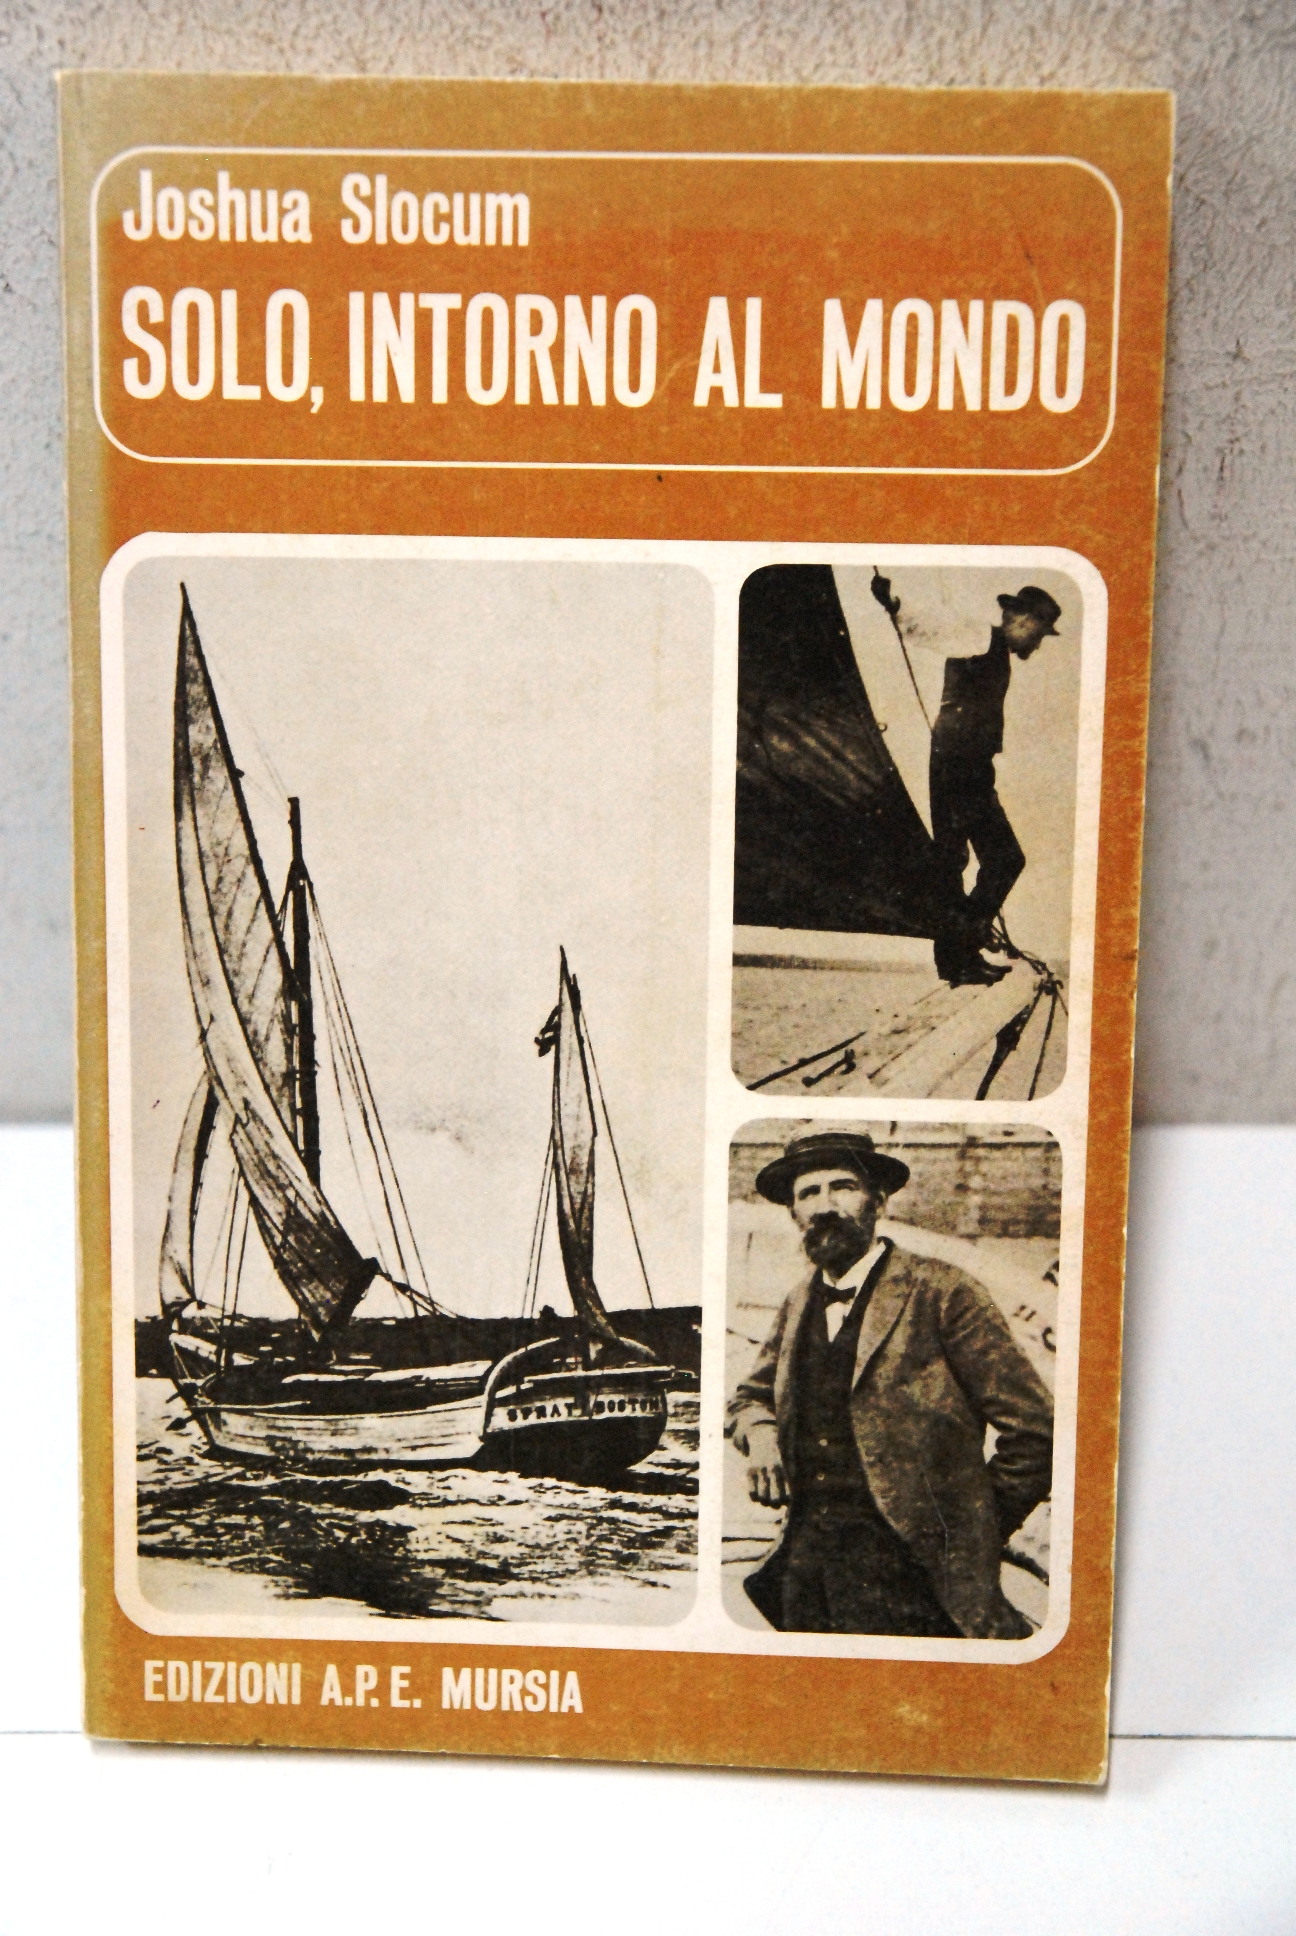 Joshua Slocum
SOLO, INTORNO AL MONDO
SPRAY BOSTON
EDIZIONI A.P.E. MURSIA